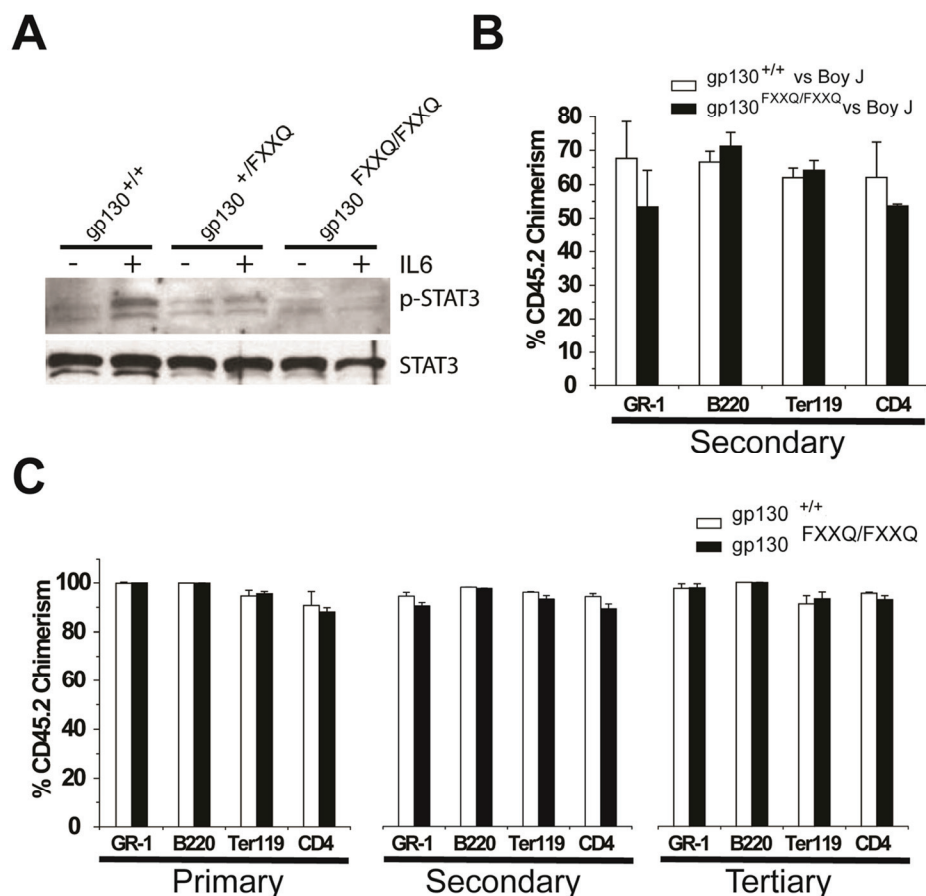 A
gp130+/+
gp130+/FXXQ
gp130FXXQ/FXXQ
- + - + - + IL6
p-STAT3
STAT3
B
gp130+/+ vs Boy J
gp130FXXQ/FXXQ vs Boy J
% CD45.2 Chimerism
80
70
60
50
40
30
20
10
0
GR-1 B220 Ter119 CD4
Secondary
C
gp130 +/+
gp130 FXXQ/FXXQ
% CD45.2 Chimerism
100
80
60
40
20
0
GR-1 B220 Ter119 CD4 GR-1 B220 Ter119 CD4 GR-1 B220 Ter119 CD4
Primary Secondary Tertiary